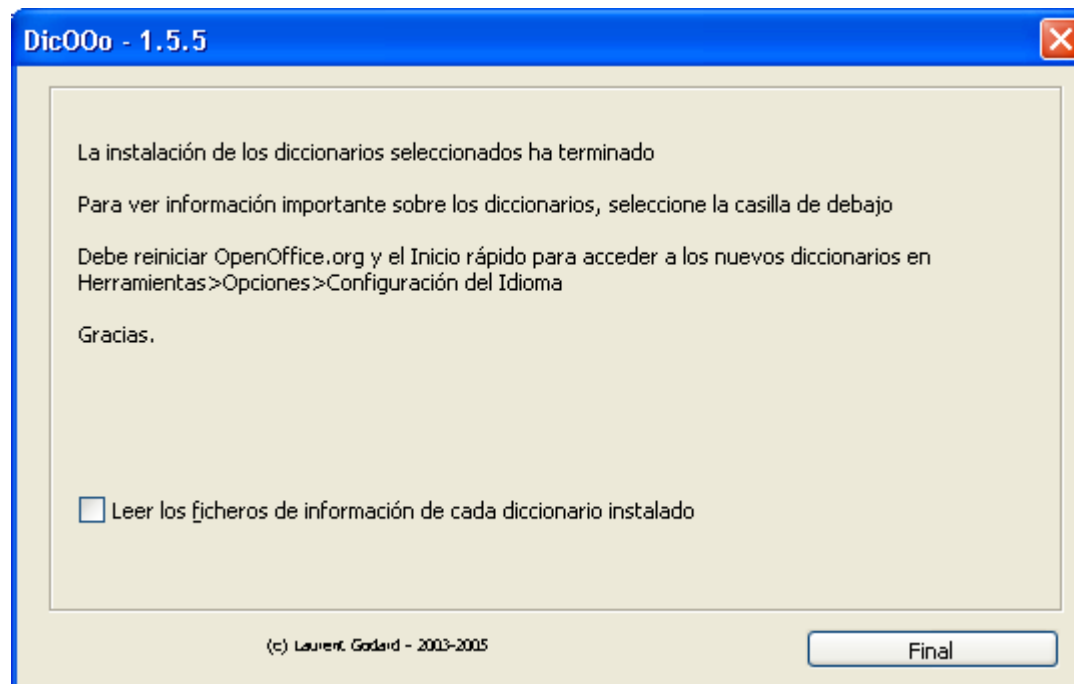 DicOOo - 1.5.5
La instalación de los diccionarios seleccionados ha terminado
Para ver información importante sobre los diccionarios, seleccione la casilla de debajo
Debe reiniciar OpenOffice.org y el Inicio rápido para acceder a los nuevos diccionarios en
Herramientas>Opciones>Configuración del Idioma
Gracias.
Leer los ficheros de información de cada diccionario instalado
(c) Laurent Godard - 2003-2005
Final